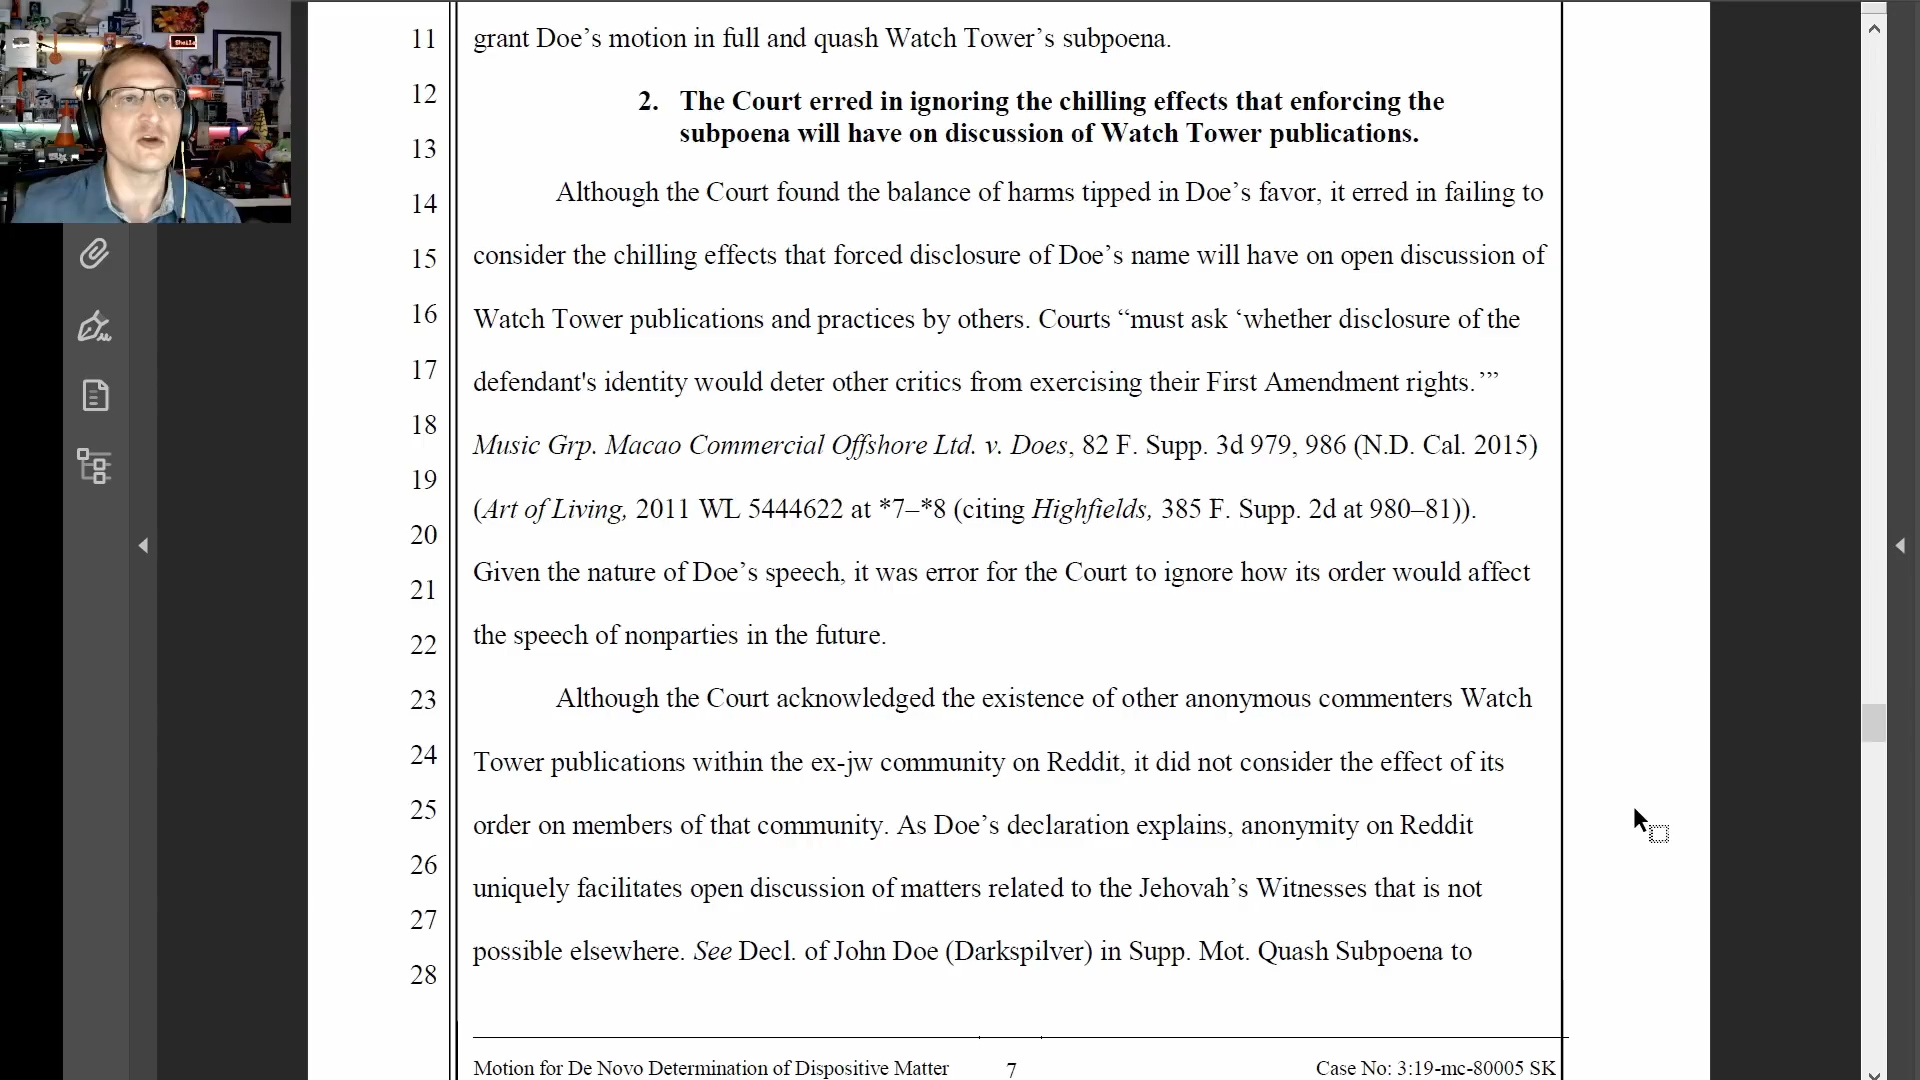 Sheila
11 grant Doe’s motion in full and quash Watch Tower’s subpoena.
12 2. The Court erred in ignoring the chilling effects that enforcing the
13 subpoena will have on discussion of Watch Tower publications.
14 Although the Court found the balance of harms tipped in Doe’s favor, it erred in failing to
15 consider the chilling effects that forced disclosure of Doe’s name will have on open discussion of
16 Watch Tower publications and practices by others. Courts “must ask ‘whether disclosure of the
17 defendant's identity would deter other critics from exercising their First Amendment rights.’”
18 Music Grp. Macao Commercial Offshore Ltd. v. Does, 82 F. Supp. 3d 979, 986 (N.D. Cal. 2015)
19 (Art of Living, 2011 WL 5444622 at *7–*8 (citing Highfields, 385 F. Supp. 2d at 980–81)).
20 Given the nature of Doe’s speech, it was error for the Court to ignore how its order would affect
21
22 the speech of nonparties in the future.
23 Although the Court acknowledged the existence of other anonymous commenters Watch
24 Tower publications within the ex-jw community on Reddit, it did not consider the effect of its
25 order on members of that community. As Doe’s declaration explains, anonymity on Reddit
26 uniquely facilitates open discussion of matters related to the Jehovah’s Witnesses that is not
27 possible elsewhere. See Decl. of John Doe (Darkspilver) in Supp. Mot. Quash Subpoena to
28
Motion for De Novo Determination of Dispositive Matter 7 Case No: 3:19-mc-80005 SK